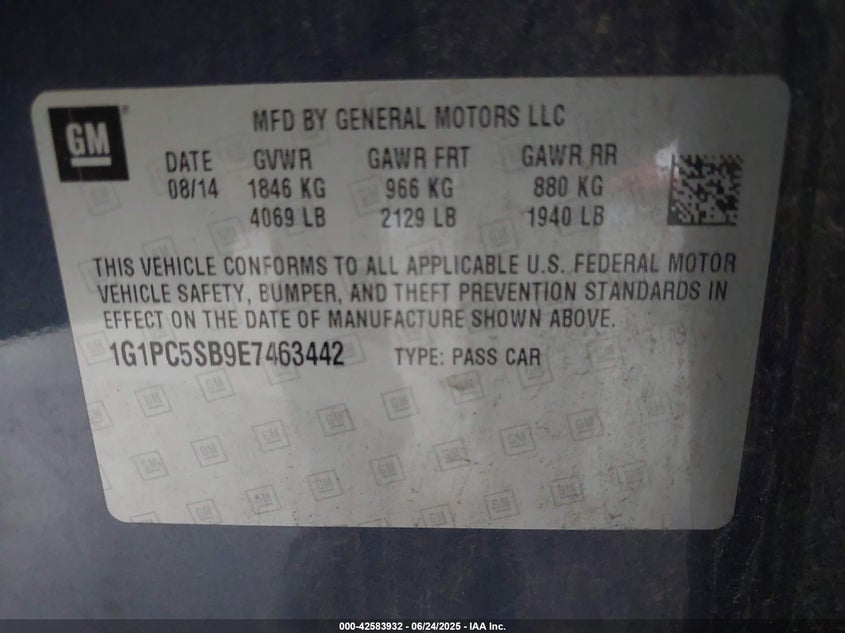 GM
MFD BY GENERAL MOTORS LLC
DATE GVWR GAWR FRT GAWR RR
08/14 1846 KG 966 KG 880 KG
4069 LB 2129 LB 1940 LB
THIS VEHICLE CONFORMS TO ALL APPLICABLE U.S. FEDERAL MOTOR
VEHICLE SAFETY, BUMPER, AND THEFT PREVENTION STANDARDS IN
EFFECT ON THE DATE OF MANUFACTURE SHOWN ABOVE.
1G1PC5SB9E7463442 TYPE: PASS CAR
000-42583932 - 06/24/2025 - IAA Inc.